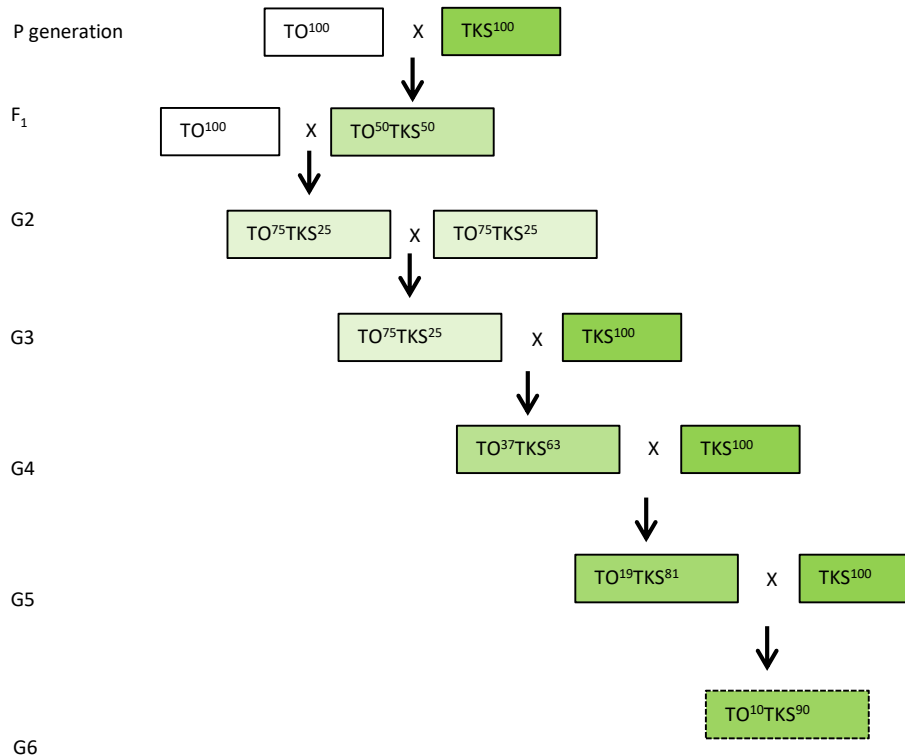 P generation TO¹⁰⁰ X TKS¹⁰⁰
F₁ TO¹⁰⁰ X TO⁵⁰TKS⁵⁰
G2 TO⁷⁵TKS²⁵ X TO⁷⁵TKS²⁵
G3 TO⁷⁵TKS²⁵ X TKS¹⁰⁰
G4 TO³⁷TKS⁶³ X TKS¹⁰⁰
G5 TO¹⁹TKS⁸¹ X TKS¹⁰⁰
TO¹⁰TKS⁹⁰
G6